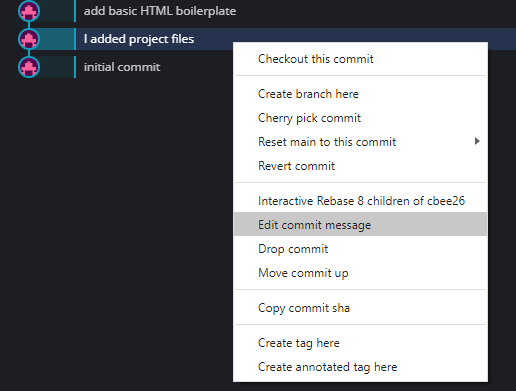 add basic HTML boilerplate
I added project files
initial commit
Checkout this commit
Create branch here
Cherry pick commit
Reset main to this commit
Revert commit
Interactive Rebase 8 children of cbee26
Edit commit message
Drop commit
Move commit up
Copy commit sha
Create tag here
Create annotated tag here